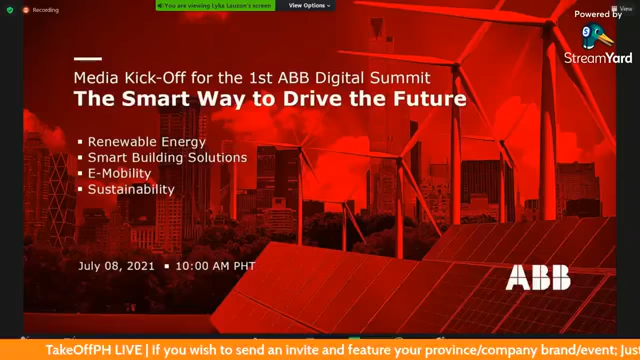 Recording
You are viewing Lyka Lauzon's screen
View Options
View
Powered by
StreamYard
Media Kick-Off for the 1st ABB Digital Summit
The Smart Way to Drive the Future
▪ Renewable Energy
▪ Smart Building Solutions
▪ E-Mobility
▪ Sustainability
July 08, 2021 ▪ 10:00 AM PHT
ABB
TakeOffPH LIVE | If you wish to send an invite and feature your province/company brand/event; Jus